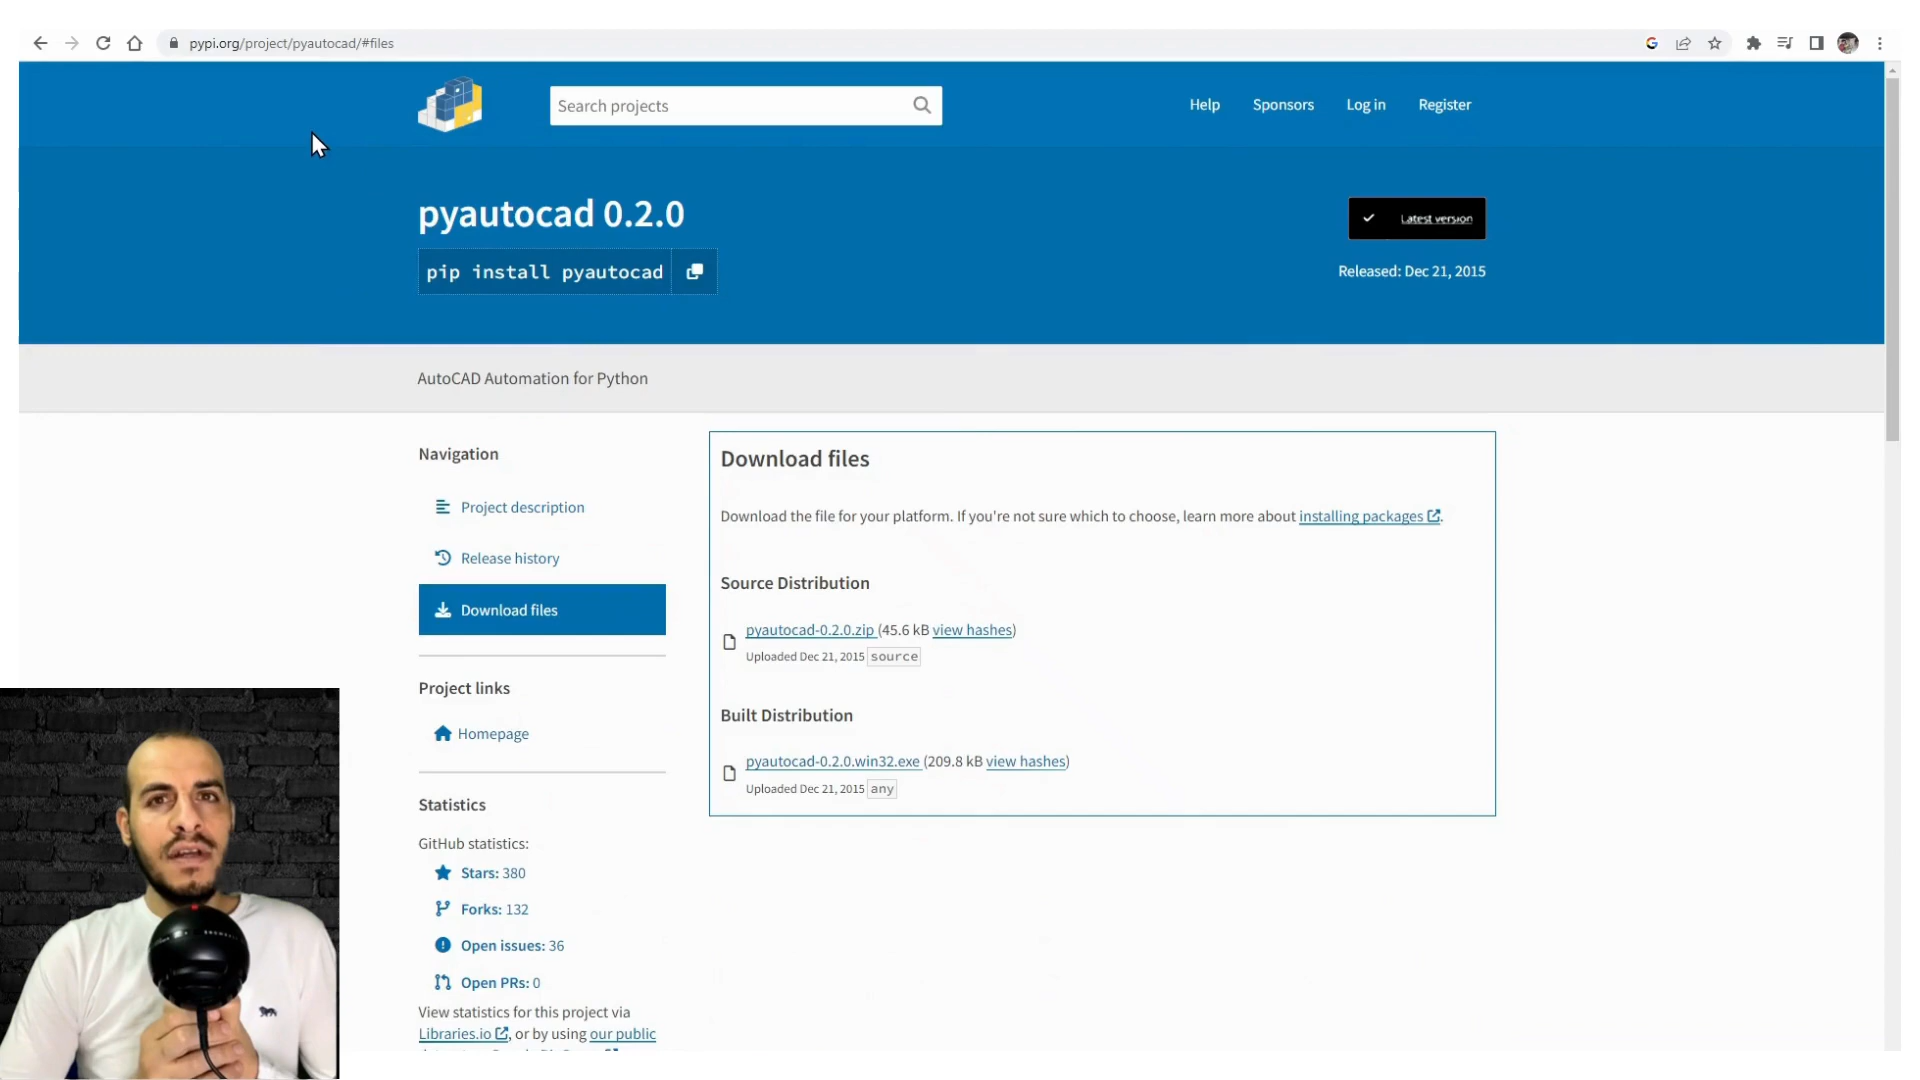 pypi.org/project/pyautocad/#files
Search projects
Help
Sponsors
Log in
Register
pyautocad 0.2.0
Latest version
pip install pyautocad
Released: Dec 21, 2015
AutoCAD Automation for Python
Navigation
Project description
Release history
Download files
Project links
Homepage
Statistics
GitHub statistics:
Stars: 380
Forks: 132
Open issues: 36
Open PRs: 0
View statistics for this project via
Libraries.io, or by using our public
Download files
Download the file for your platform. If you're not sure which to choose, learn more about installing packages.
Source Distribution
pyautocad-0.2.0.zip (45.6 kB view hashes)
Uploaded Dec 21, 2015 source
Built Distribution
pyautocad-0.2.0.win32.exe (209.8 kB view hashes)
Uploaded Dec 21, 2015 any